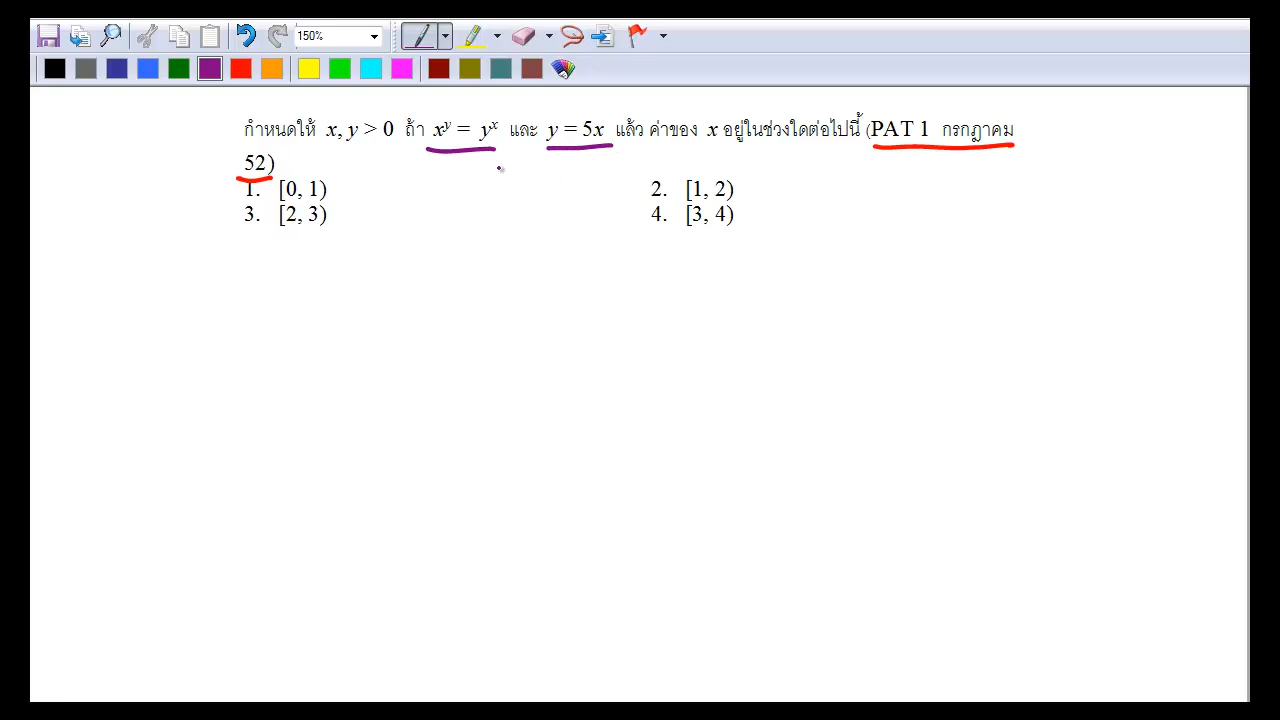 150%
กำหนดให้ x, y > 0 ถ้า xʸ = yˣ และ y = 5x แล้ว ค่าของ x อยู่ในช่วงใดต่อไปนี้ (PAT 1 กรกฎาคม
52)
1. [0, 1) 2. [1, 2)
3. [2, 3) 4. [3, 4)